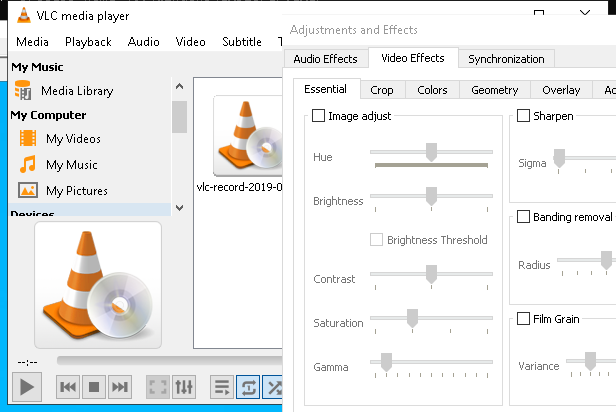 VLC media player
Media Playback Audio Video Subtitle T
My Music
Media Library
My Computer
My Videos
My Music
My Pictures
Devices
vlc-record-2019-0
--:--
Adjustments and Effects
Audio Effects Video Effects Synchronization
Essential Crop Colors Geometry Overlay
Image adjust
Hue
Brightness
Brightness Threshold
Contrast
Saturation
Gamma
Sharpen
Sigma
Banding removal
Radius
Film Grain
Variance